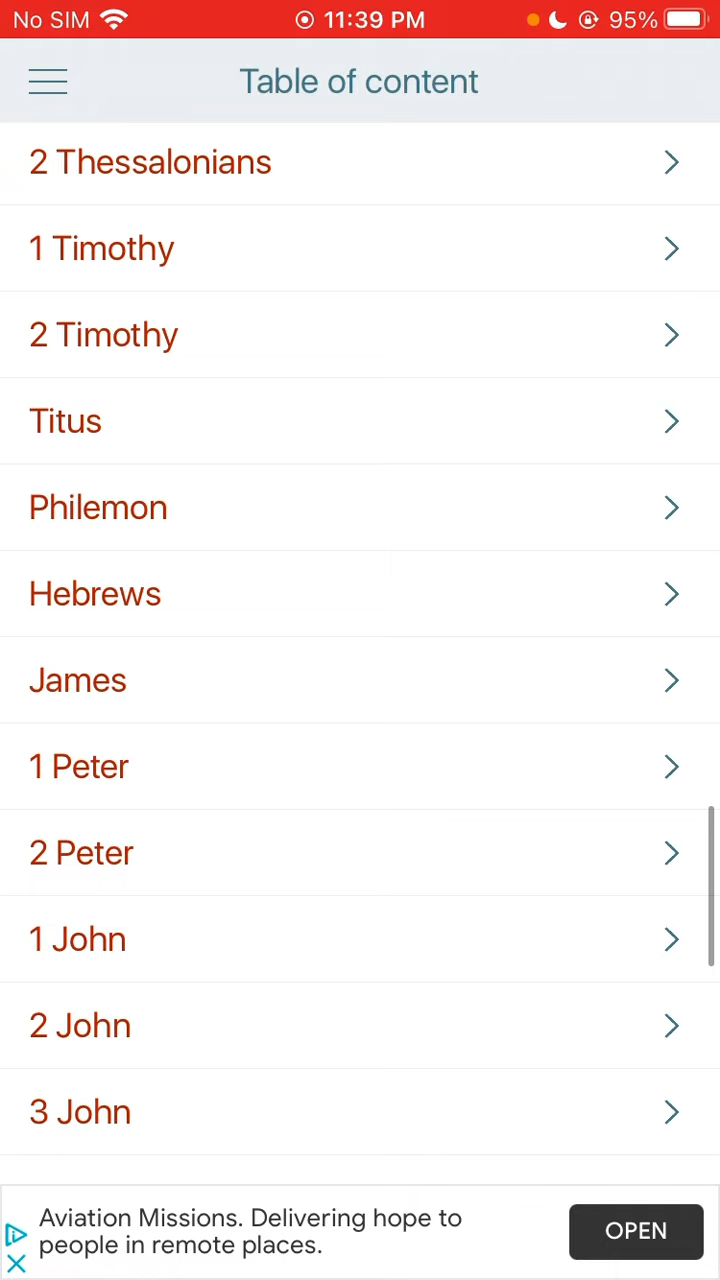 No SIM 11:39 PM 95%
Table of content
2 Thessalonians
1 Timothy
2 Timothy
Titus
Philemon
Hebrews
James
1 Peter
2 Peter
1 John
2 John
3 John
Aviation Missions. Delivering hope to
people in remote places.
OPEN